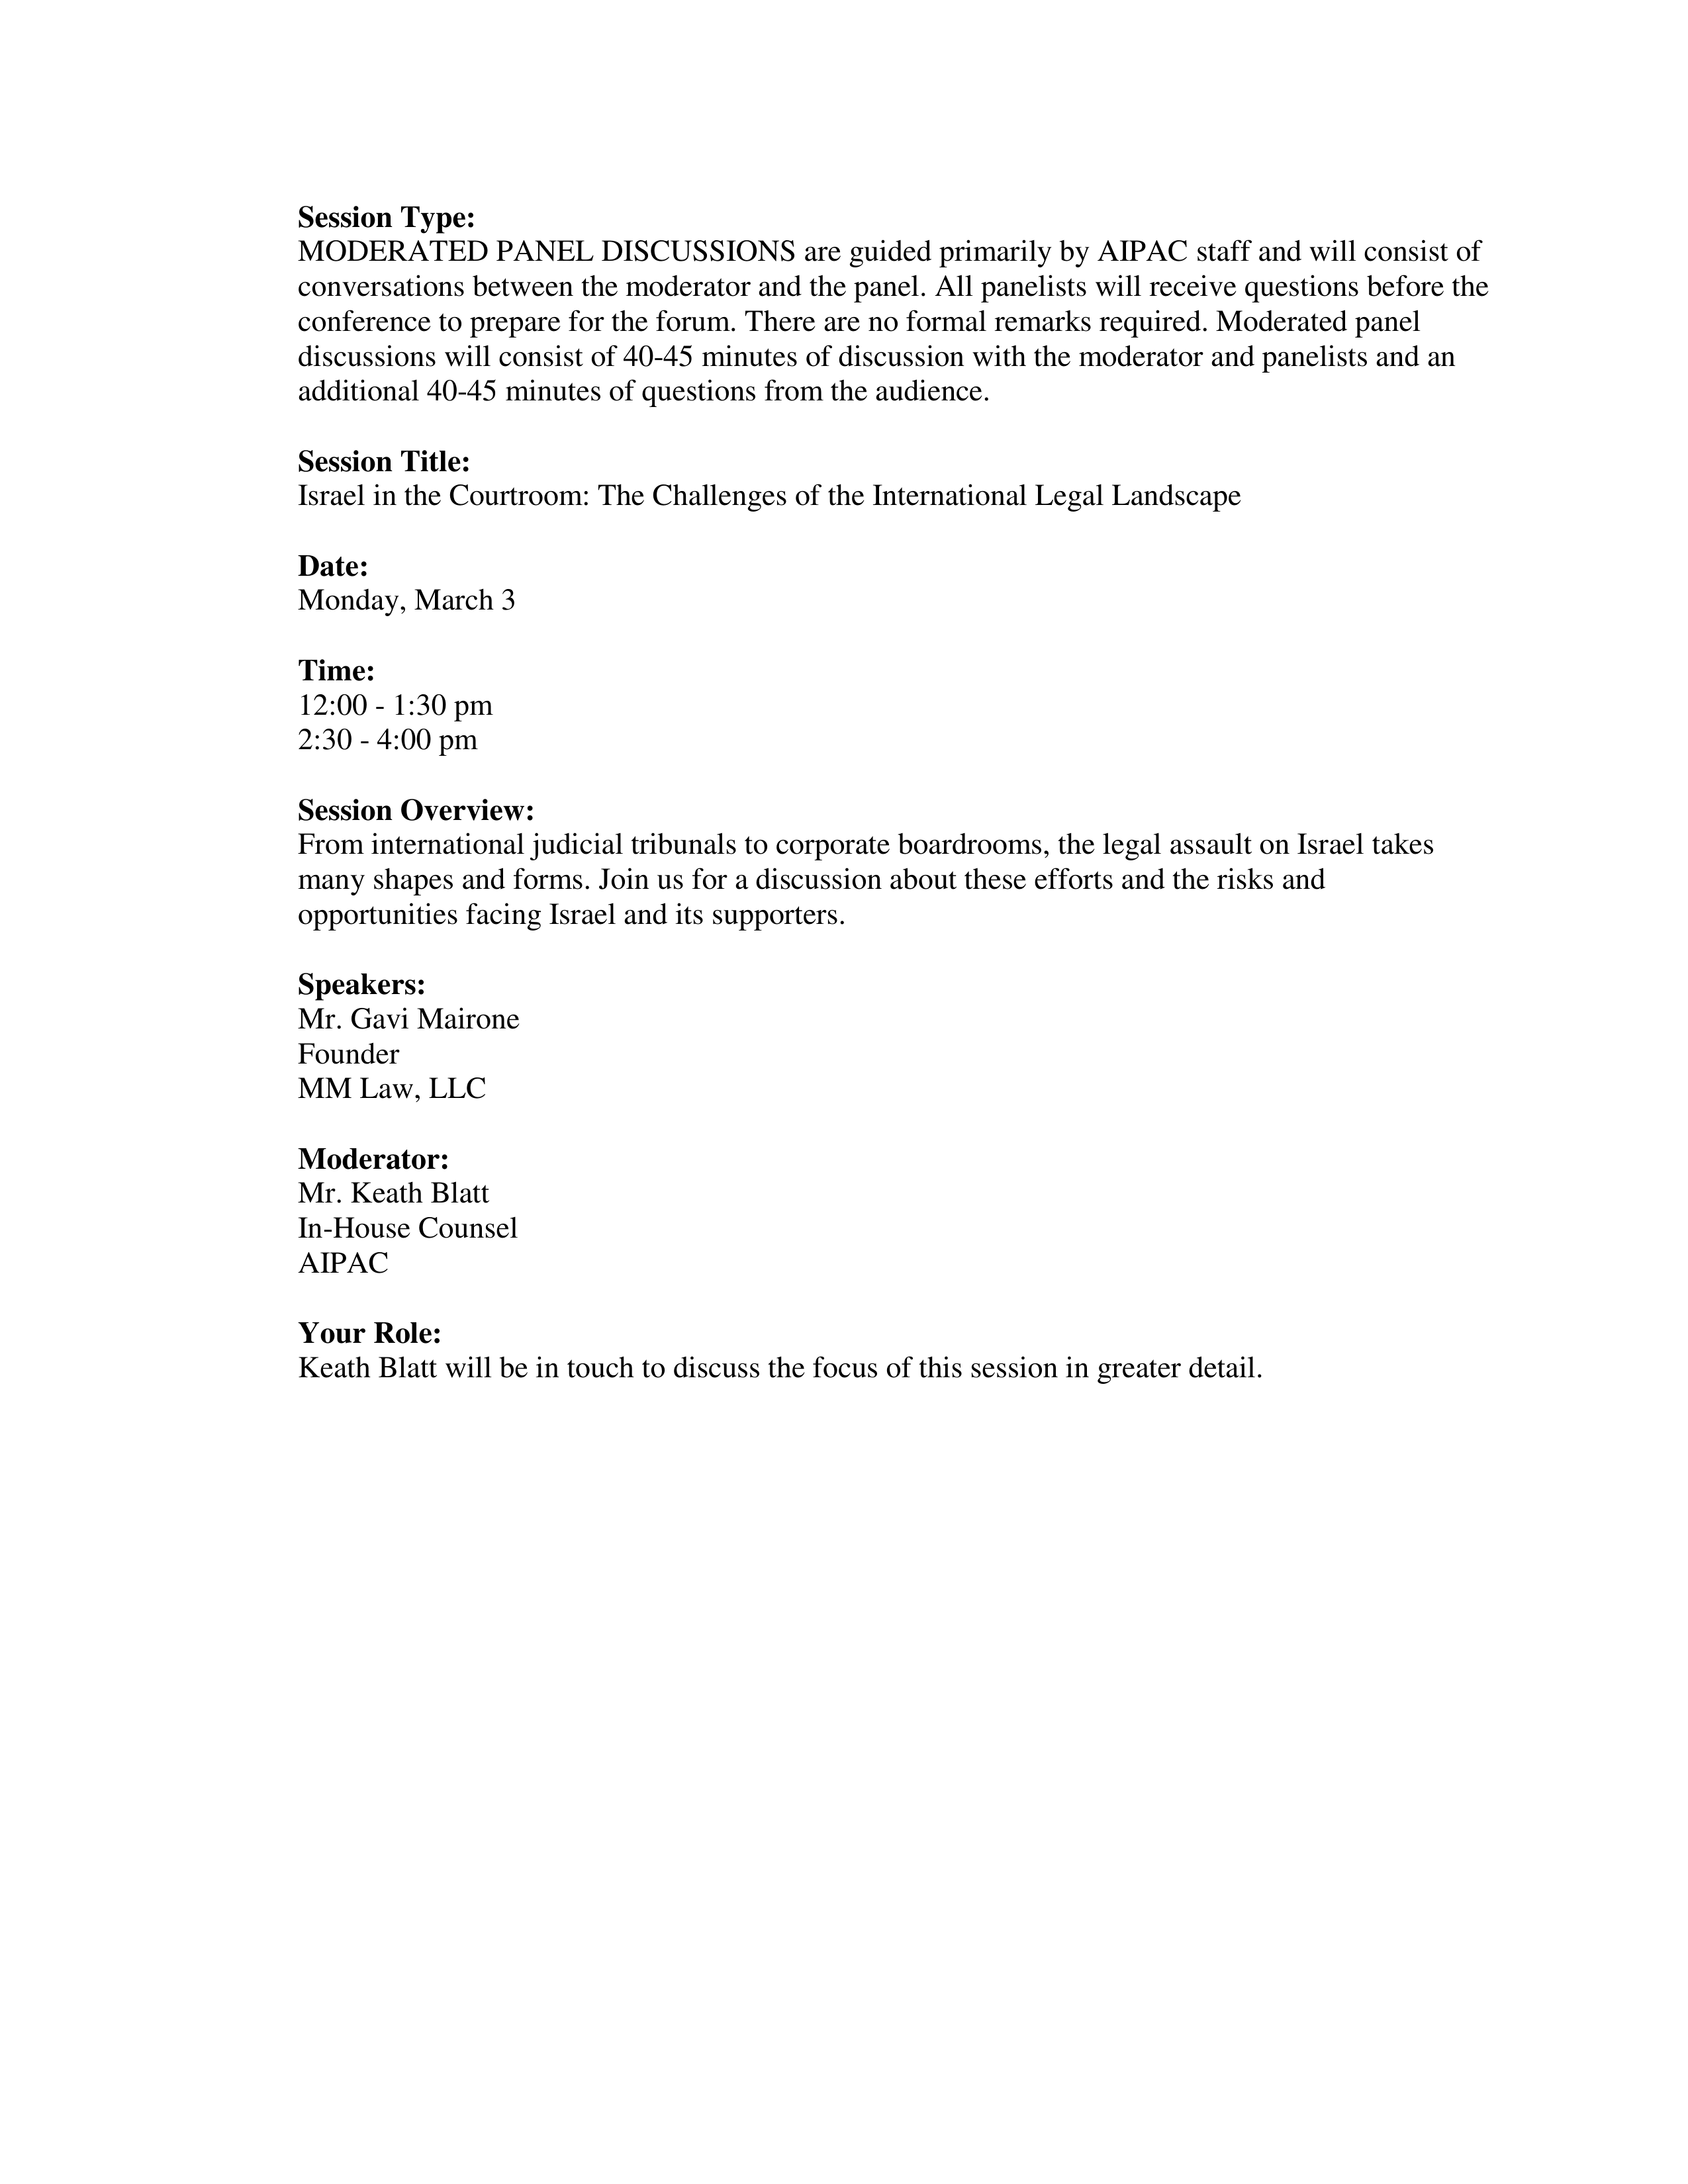 Session Type:
MODERATED PANEL DISCUSSIONS are guided primarily by AIPAC staff and will consist of
conversations between the moderator and the panel. All panelists will receive questions before the
conference to prepare for the forum. There are no formal remarks required. Moderated panel
discussions will consist of 40-45 minutes of discussion with the moderator and panelists and an
additional 40-45 minutes of questions from the audience.
Session Title:
Israel in the Courtroom: The Challenges of the International Legal Landscape
Date:
Monday, March 3
Time:
12:00 - 1:30 pm
2:30 - 4:00 pm
Session Overview:
From international judicial tribunals to corporate boardrooms, the legal assault on Israel takes
many shapes and forms. Join us for a discussion about these efforts and the risks and
opportunities facing Israel and its supporters.
Speakers:
Mr. Gavi Mairone
Founder
MM Law, LLC
Moderator:
Mr. Keath Blatt
In-House Counsel
AIPAC
Your Role:
Keath Blatt will be in touch to discuss the focus of this session in greater detail.